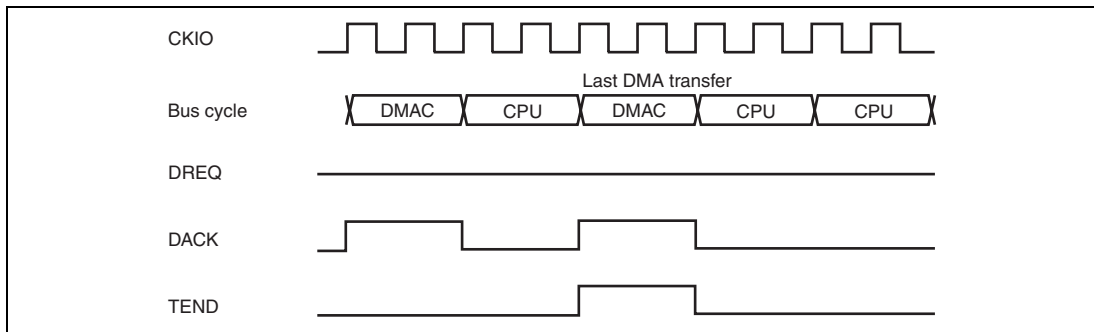 CKIO
Last DMA transfer
Bus cycle DMAC CPU DMAC CPU CPU
DREQ
DACK
TEND